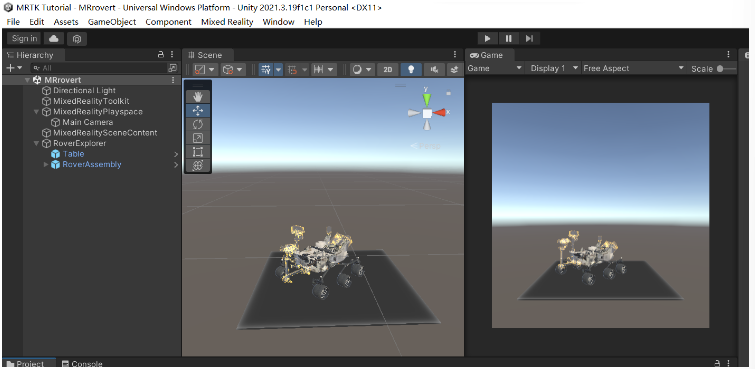 MRTK Tutorial - MRrovert - Universal Windows Platform - Unity 2021.3.19f1c1 Personal <DX11>
File Edit Assets GameObject Component Mixed Reality Window Help
Sign in
Hierarchy
All
MRrovert
Directional Light
MixedRealityToolkit
MixedRealityPlayspace
Main Camera
MixedRealitySceneContent
RoverExplorer
Table
RoverAssembly
Scene
2D
y
Game
Game Display 1 Free Aspect Scale
Project Console